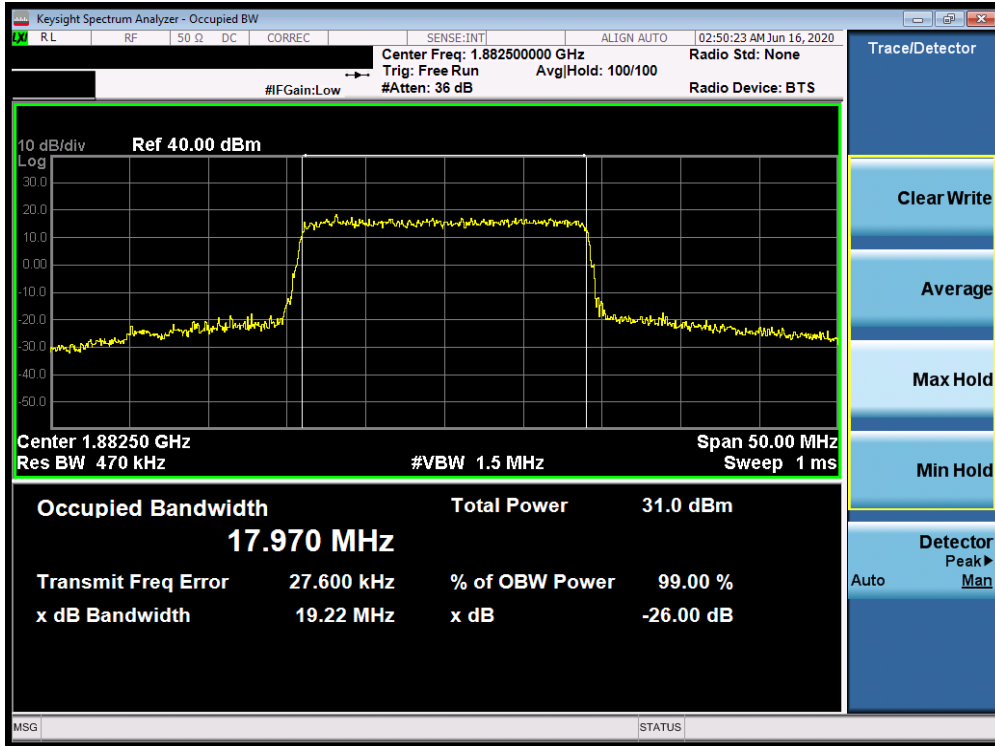 Keysight Spectrum Analyzer - Occupied BW
LXI RL RF 50 Ω DC CORREC SENSE:INT ALIGN AUTO 02:50:23 AM Jun 16, 2020
Center Freq: 1.882500000 GHz Radio Std: None
Trig: Free Run Avg|Hold: 100/100
#IFGain:Low #Atten: 36 dB Radio Device: BTS
Trace/Detector
10 dB/div Ref 40.00 dBm
Log
30.0
20.0
10.0
0.00
-10.0
-20.0
-30.0
-40.0
-50.0
Center 1.88250 GHz Span 50.00 MHz
Res BW 470 kHz #VBW 1.5 MHz Sweep 1 ms
Occupied Bandwidth Total Power 31.0 dBm
17.970 MHz
Transmit Freq Error 27.600 kHz % of OBW Power 99.00 %
x dB Bandwidth 19.22 MHz x dB -26.00 dB
Clear Write
Average
Max Hold
Min Hold
Detector
Peak▶
Auto Man
MSG STATUS